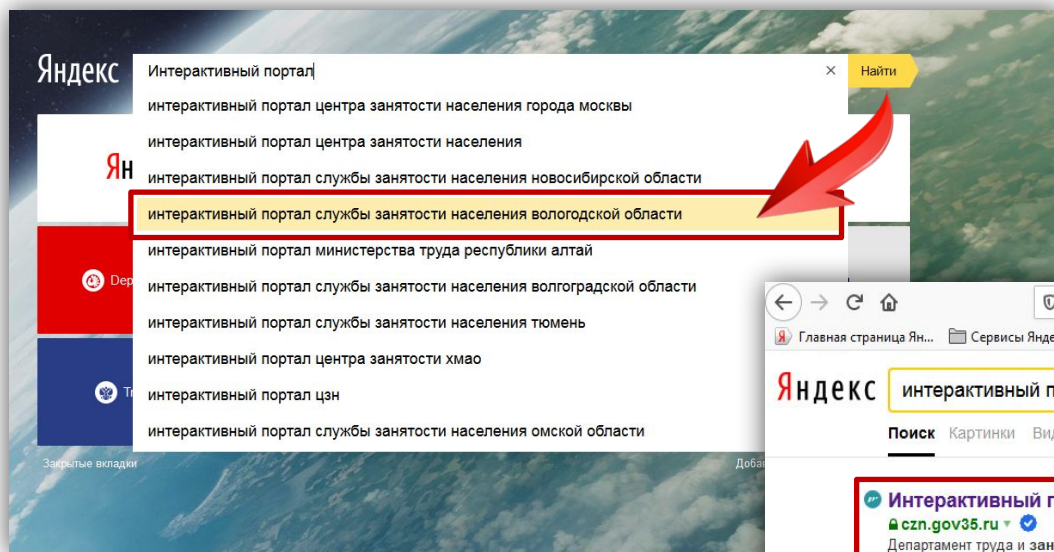 Яндекс
Интерактивный портал × Найти
интерактивный портал центра занятости населения города москвы
интерактивный портал центра занятости населения
Ян
интерактивный портал службы занятости населения новосибирской области
интерактивный портал службы занятости населения вологодской области
интерактивный портал министерства труда республики алтай
интерактивный портал службы занятости населения волгоградской области
интерактивный портал службы занятости населения тюмень
интерактивный портал центра занятости хмао
интерактивный портал цзн
интерактивный портал службы занятости населения омской области
Закрытые вкладки
Я Главная страница Ян... Сервисы Янде
Яндекс интерактивный п
Поиск Картинки Вид
Интерактивный п
czn.gov35.ru
Департамент труда и зан